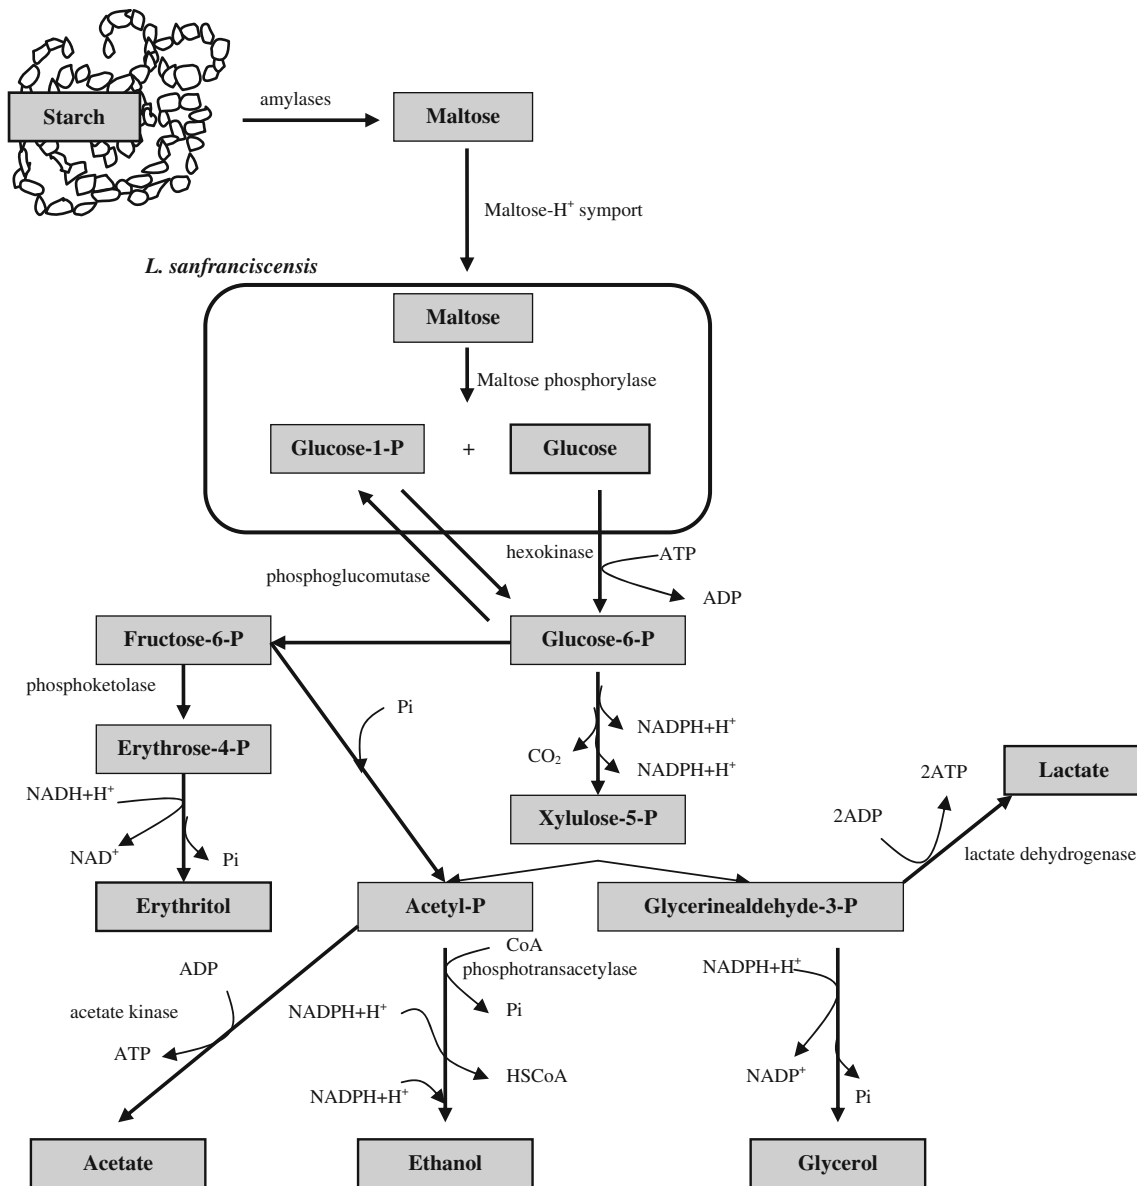 amylases
Starch
Maltose
Maltose-H⁺ symport
L. sanfranciscensis
Maltose
Maltose phosphorylase
Glucose-1-P
+
Glucose
hexokinase
ATP
phosphoglucomutase
ADP
Fructose-6-P
Glucose-6-P
phosphoketolase
Pi
NADPH+H⁺
Erythrose-4-P
CO₂
NADPH+H⁺
2ATP
Lactate
NADH+H⁺
Xylulose-5-P
2ADP
lactate dehydrogenase
NAD⁺
Pi
Erythritol
Acetyl-P
Glycerinealdehyde-3-P
CoA
phosphotransacetylase
ADP
NADPH+H⁺
acetate kinase
NADPH+H⁺
Pi
ATP
HSCoA
NADP⁺
NADPH+H⁺
Pi
Acetate
Ethanol
Glycerol